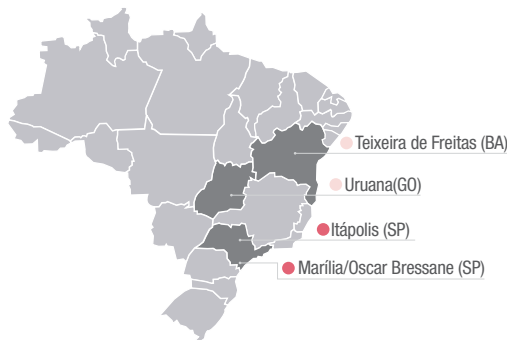 Teixeira de Freitas (BA)
Uruana(GO)
Itápolis (SP)
Marília/Oscar Bressane (SP)